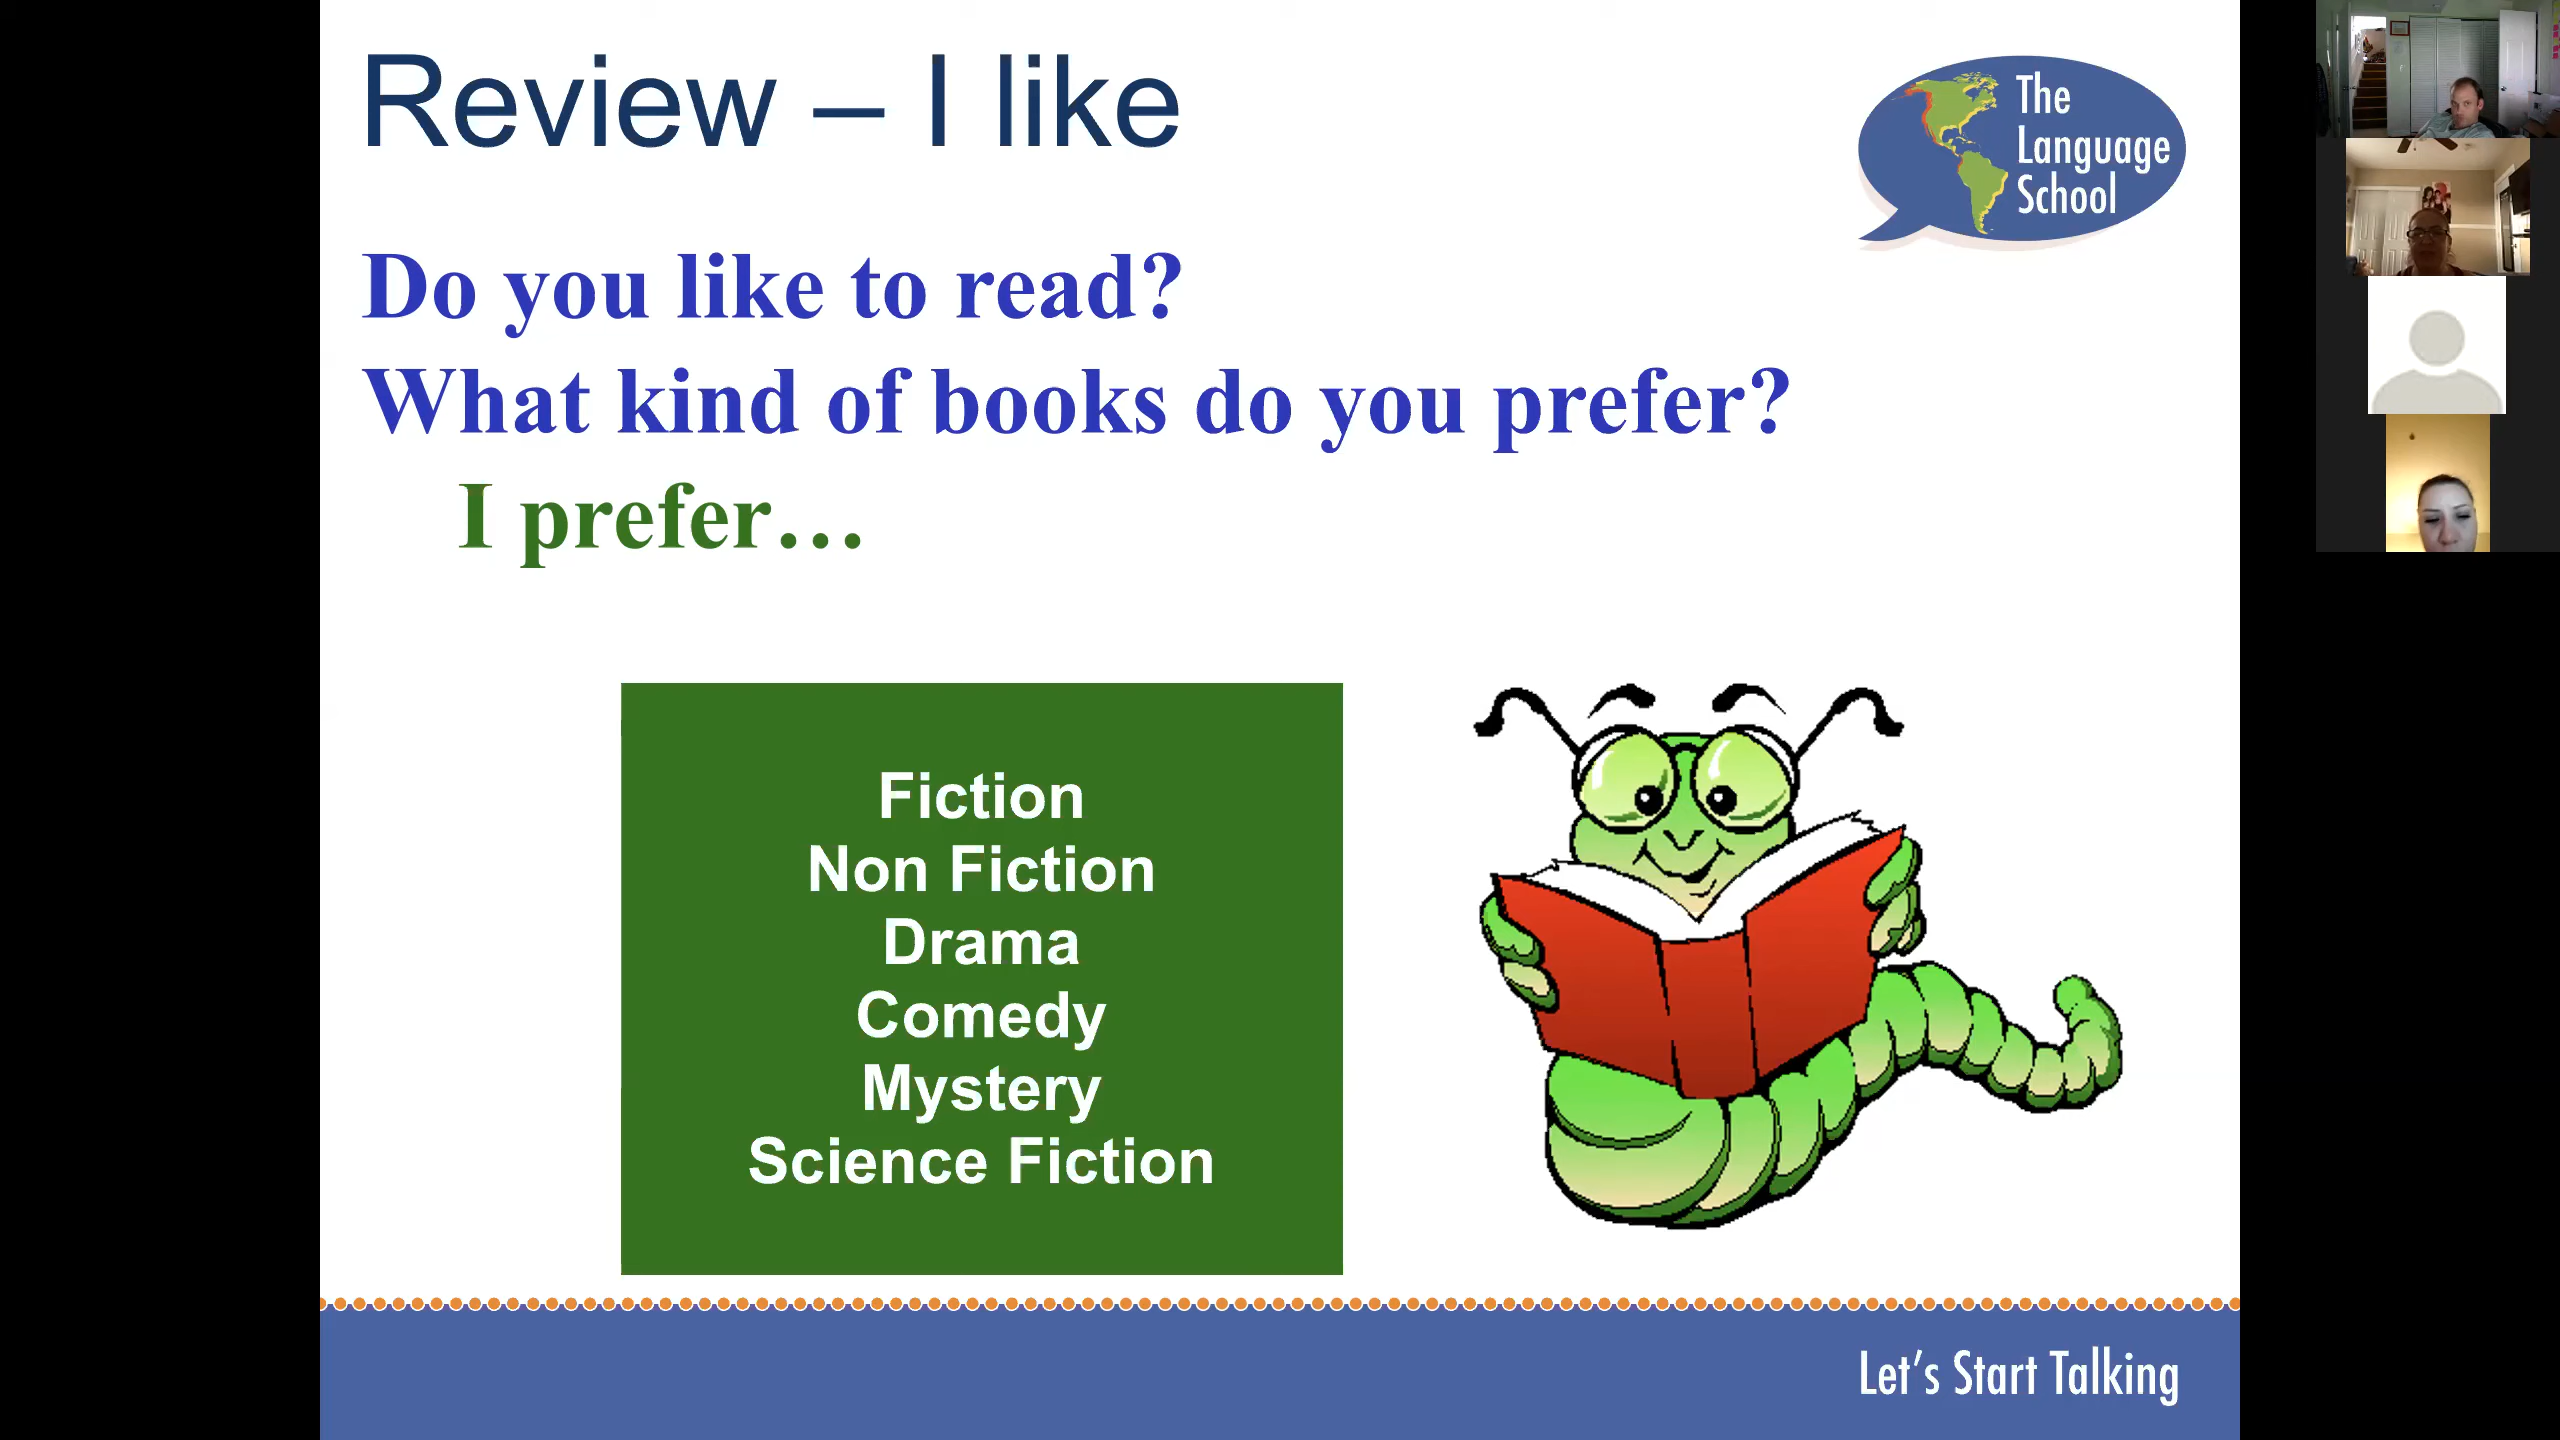 Review – I like
The
Language
School
Do you like to read?
What kind of books do you prefer?
I prefer…
Fiction
Non Fiction
Drama
Comedy
Mystery
Science Fiction
Let's Start Talking